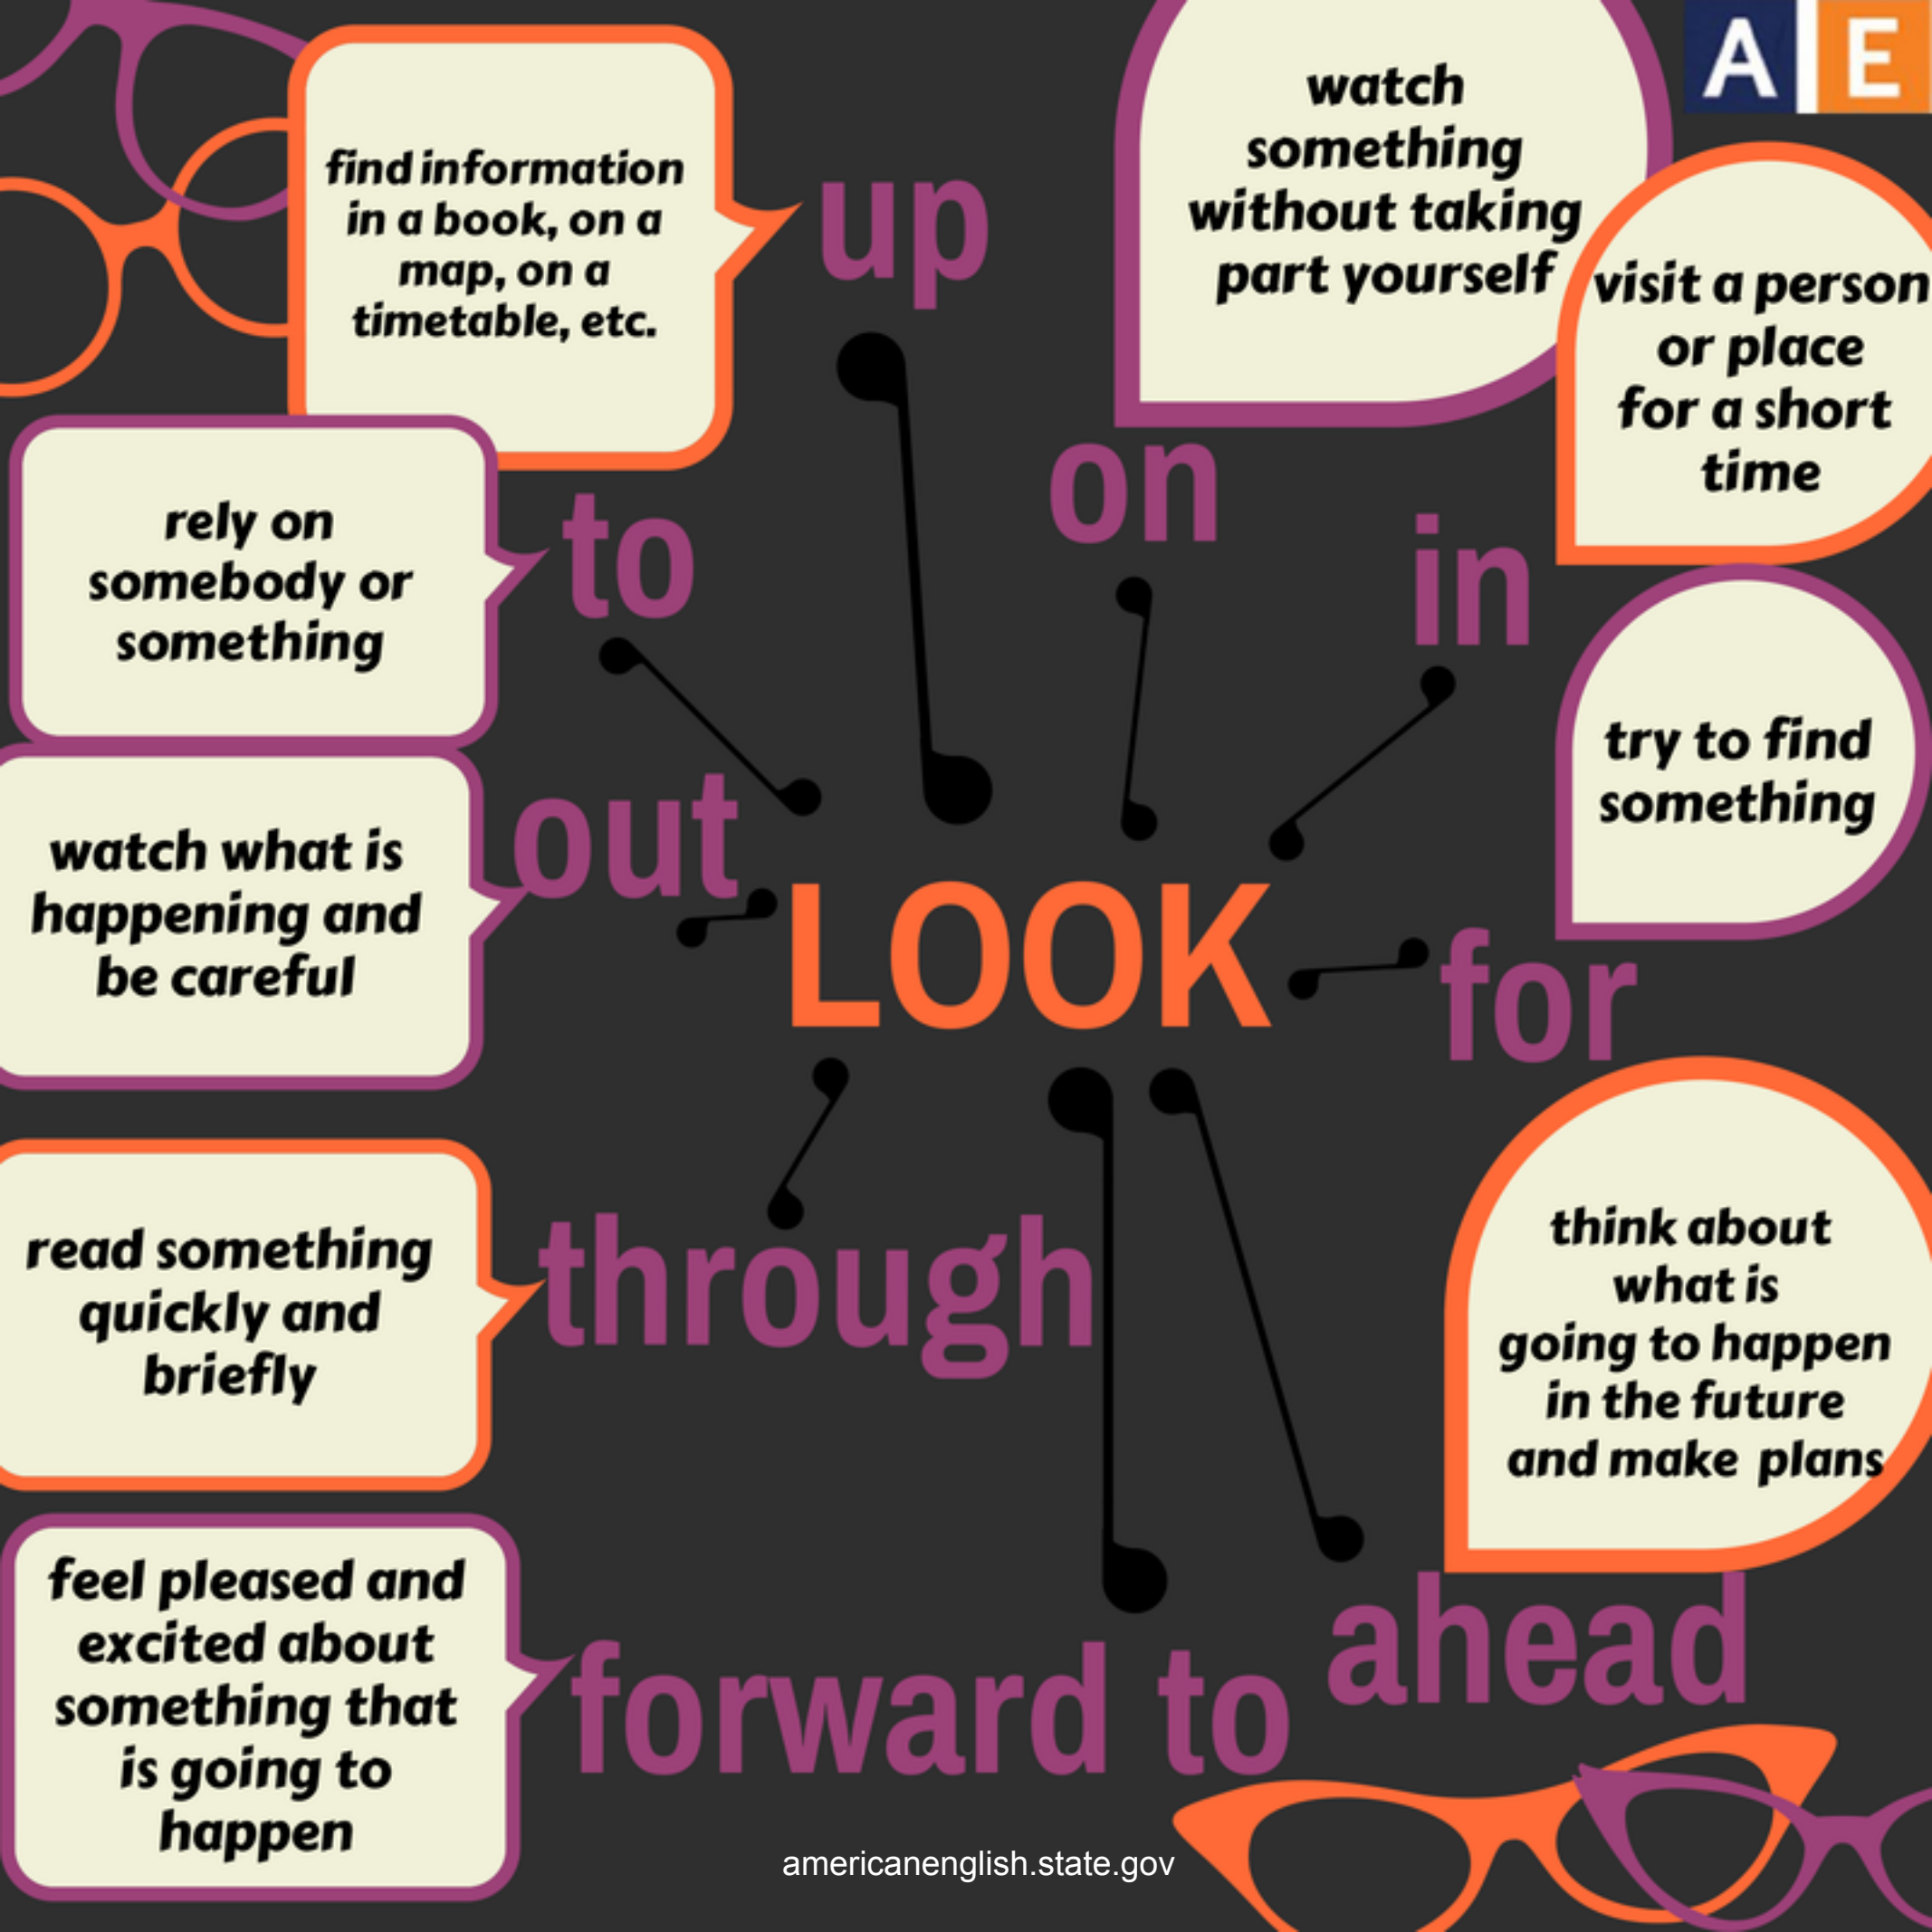 A E
find information
in a book, on a
map, on a
timetable, etc.
up
watch
something
without taking
part yourself
on
visit a person
or place
for a short
time
in
rely on
somebody or
something
to
try to find
something
for
watch what is
happening and
be careful
out
LOOK
read something
quickly and
briefly
through
think about
what is
going to happen
in the future
and make plans
ahead
feel pleased and
excited about
something that
is going to
happen
forward to
americanenglish.state.gov